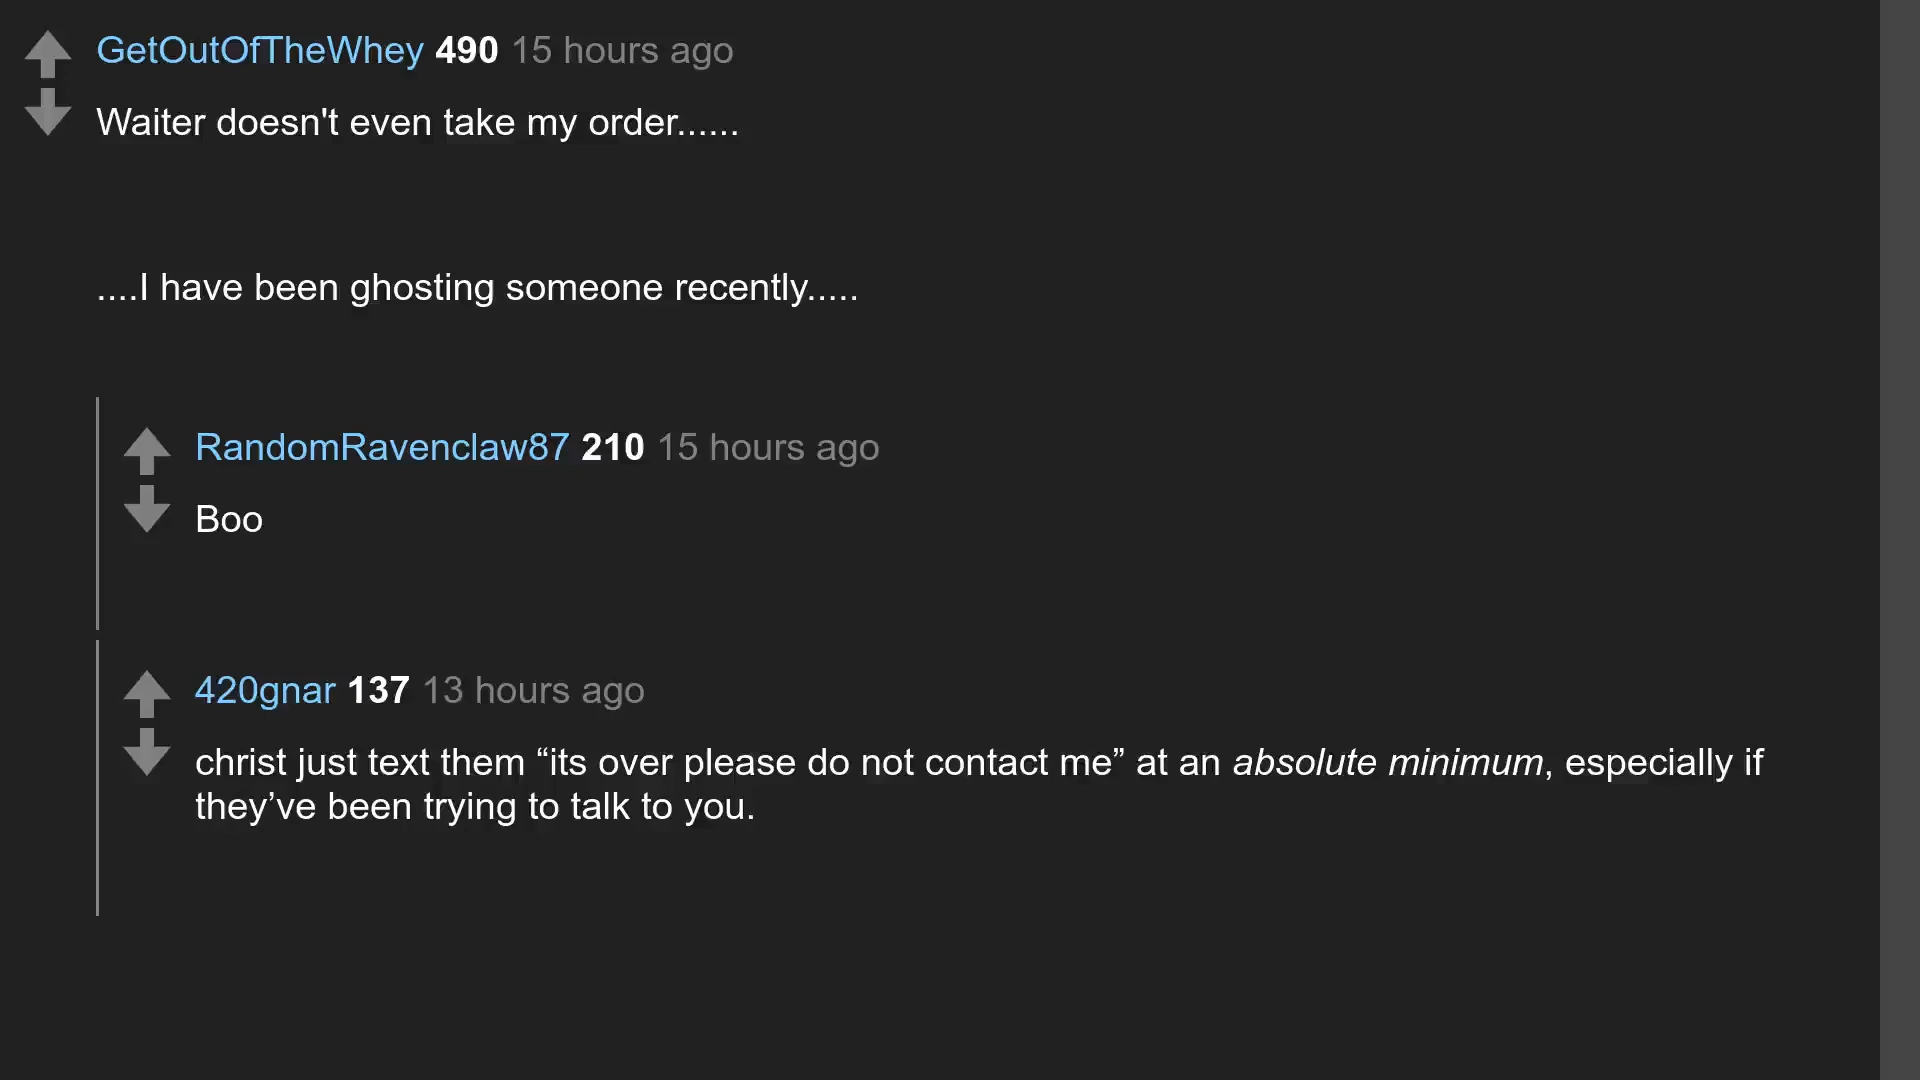 GetOutOfTheWhey 490 15 hours ago
Waiter doesn't even take my order......
....I have been ghosting someone recently.....
RandomRavenclaw87 210 15 hours ago
Boo
420gnar 137 13 hours ago
christ just text them “its over please do not contact me” at an absolute minimum, especially if
they’ve been trying to talk to you.